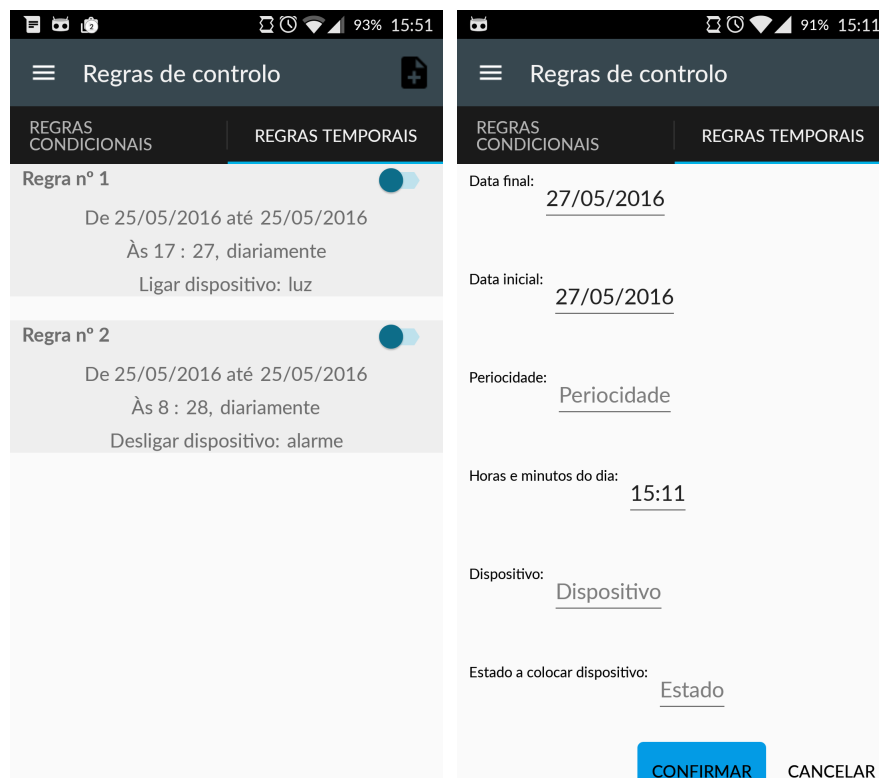 93% 15:51
Regras de controlo
REGRAS
CONDICIONAIS
REGRAS TEMPORAIS
Regra nº 1
De 25/05/2016 até 25/05/2016
Às 17 : 27, diariamente
Ligar dispositivo: luz
Regra nº 2
De 25/05/2016 até 25/05/2016
Às 8 : 28, diariamente
Desligar dispositivo: alarme
91% 15:11
Regras de controlo
REGRAS
CONDICIONAIS
REGRAS TEMPORAIS
Data final:
27/05/2016
Data inicial:
27/05/2016
Periocidade:
Periocidade
Horas e minutos do dia:
15:11
Dispositivo:
Dispositivo
Estado a colocar dispositivo:
Estado
CONFIRMAR CANCELAR